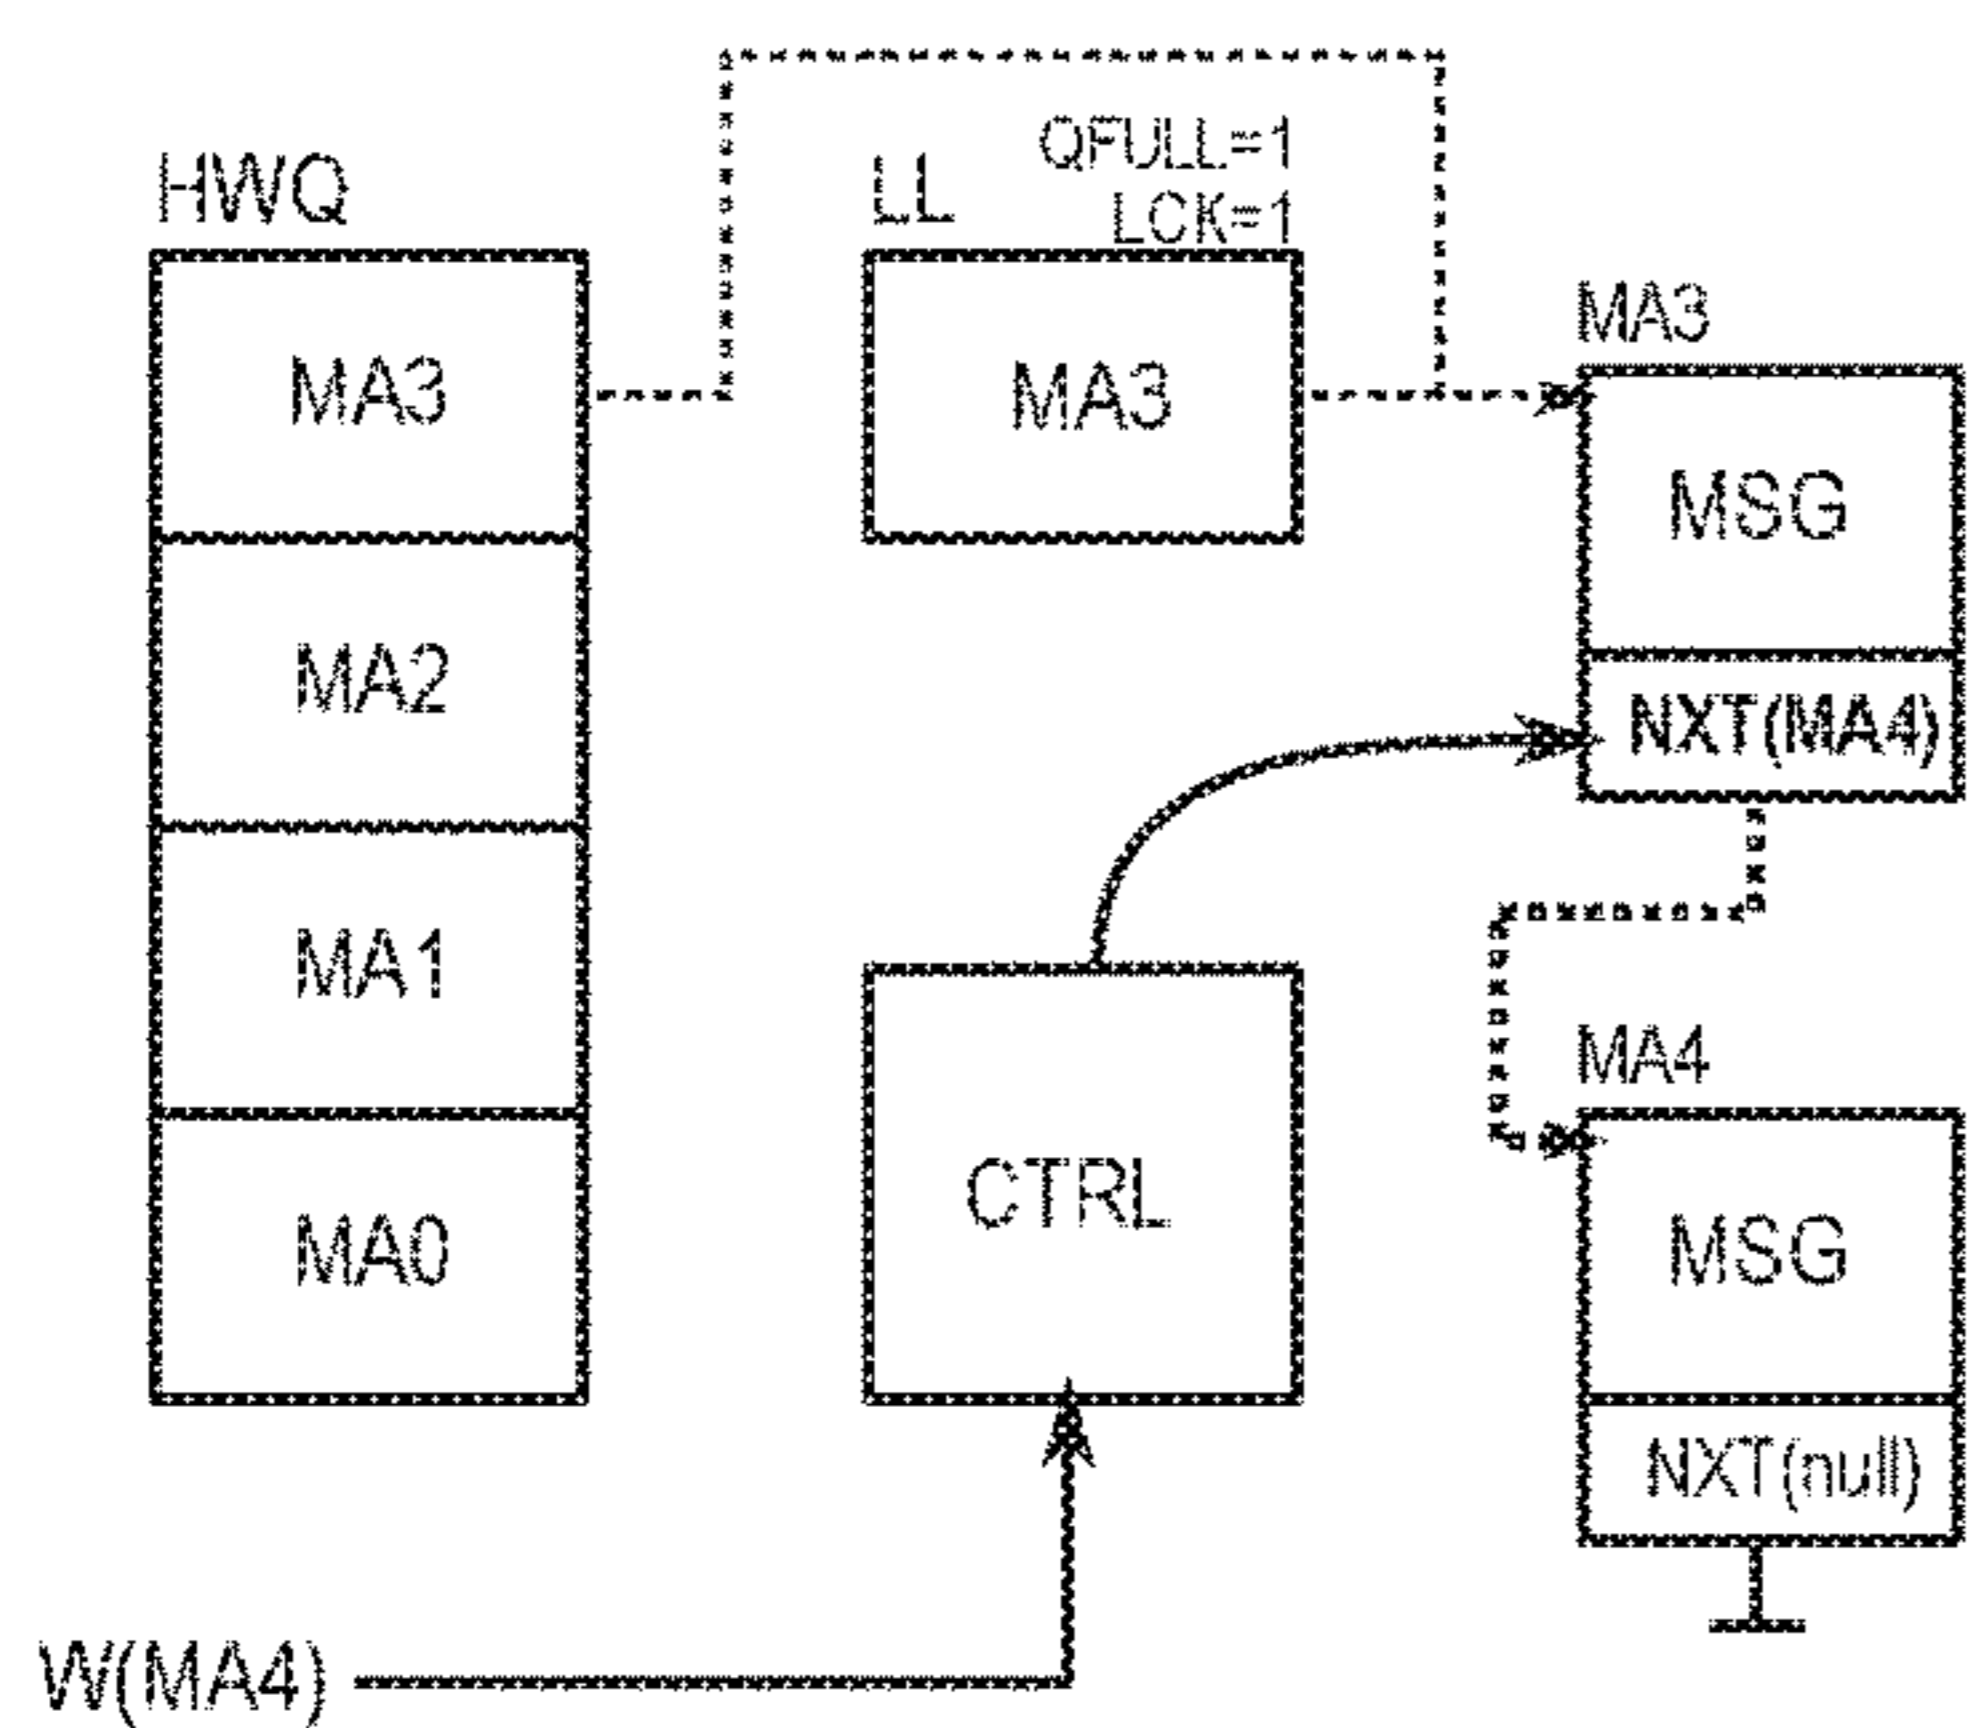 HWQ
MA3
MA2
MA1
MA0
LL
QFULL=1
LCK=1
MA3
CTRL
W(MA4)
MA3
MSG
NXT(MA4)
MA4
MSG
NXT(null)